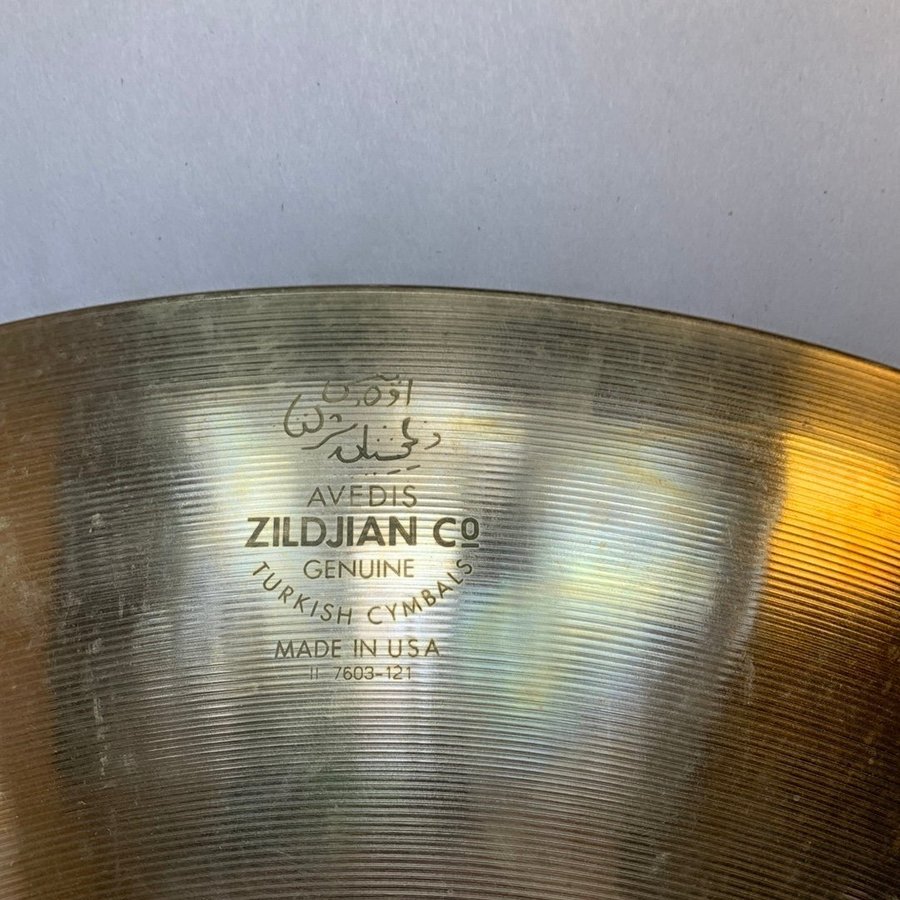 AVEDIS
ZILDJIAN Cº
GENUINE
TURKISH CYMBALS
MADE IN USA
II 7603-121